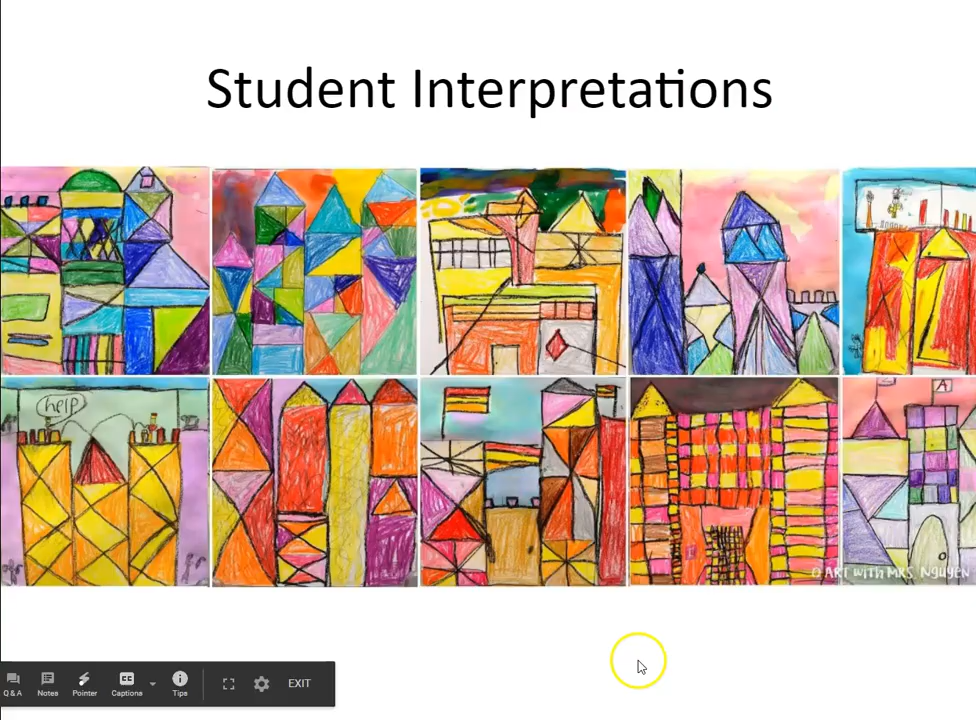 Student Interpretations
help
A
© ART WITH MRS. NGUYEN
Q & A Notes Pointer Captions Tips EXIT